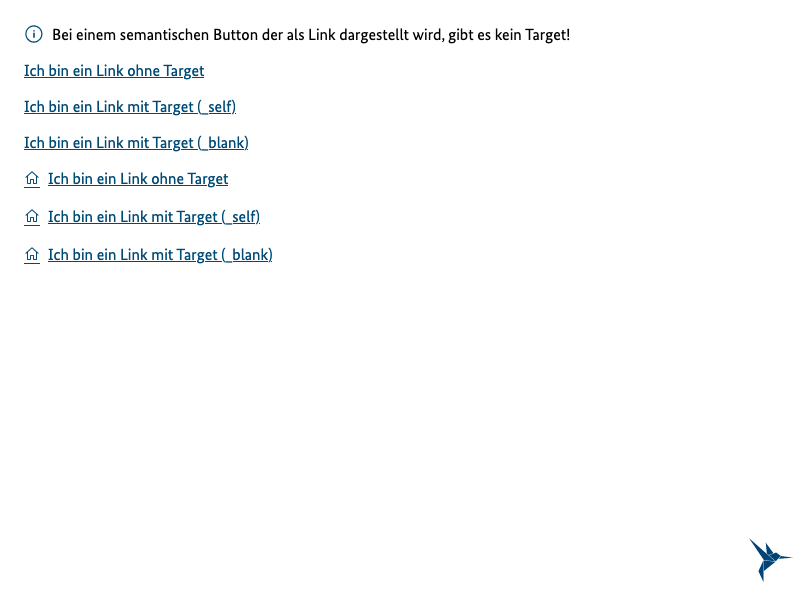 Bei einem semantischen Button der als Link dargestellt wird, gibt es kein Target!
Ich bin ein Link ohne Target
Ich bin ein Link mit Target (_self)
Ich bin ein Link mit Target (_blank)
Ich bin ein Link ohne Target
Ich bin ein Link mit Target (_self)
Ich bin ein Link mit Target (_blank)